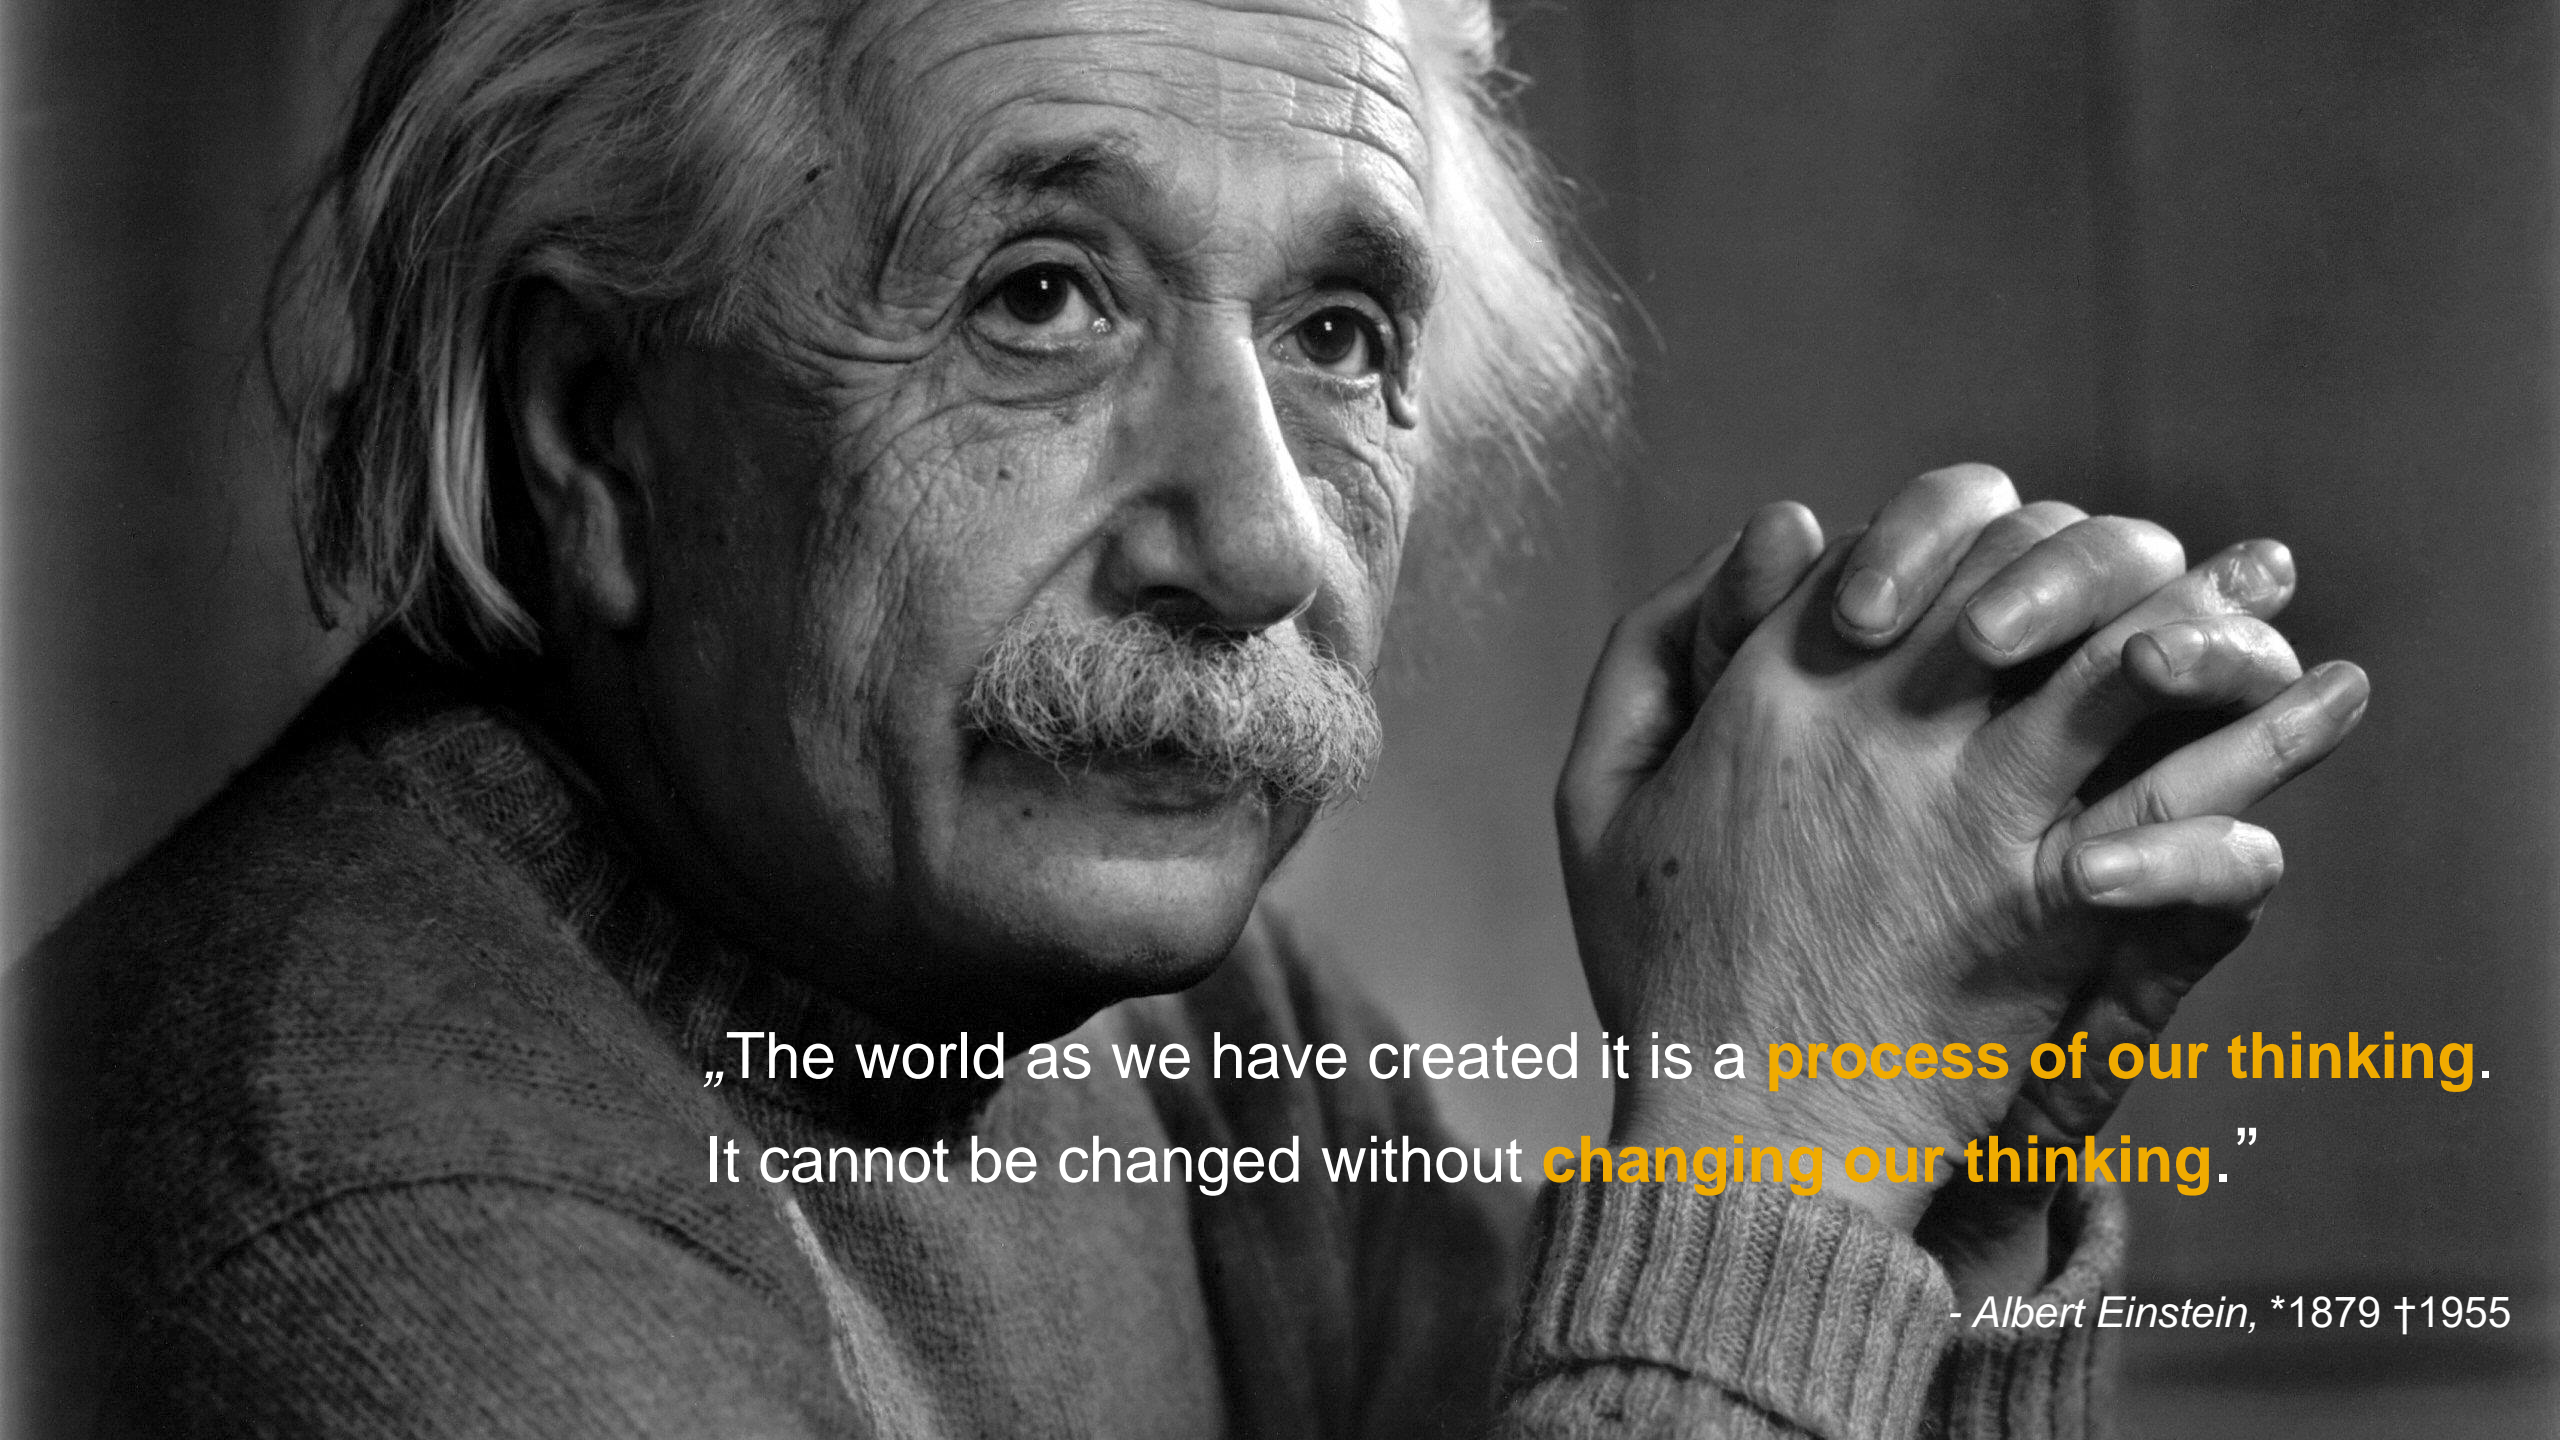 „The world as we have created it is a process of our thinking.
It cannot be changed without changing our thinking.”
- Albert Einstein, *1879 †1955